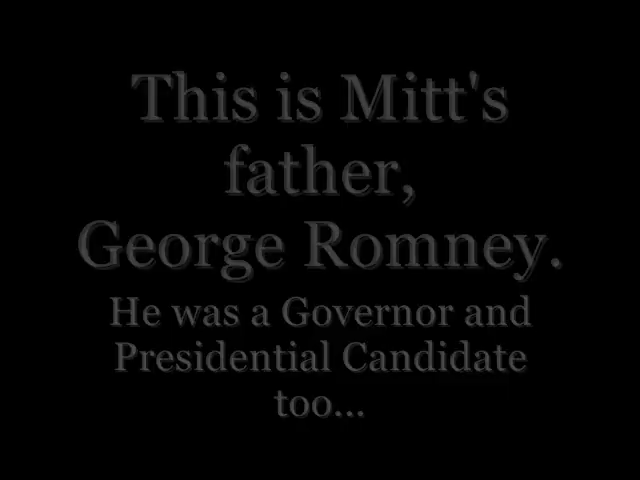 This is Mitt's
father,
George Romney.
He was a Governor and
Presidential Candidate
too...